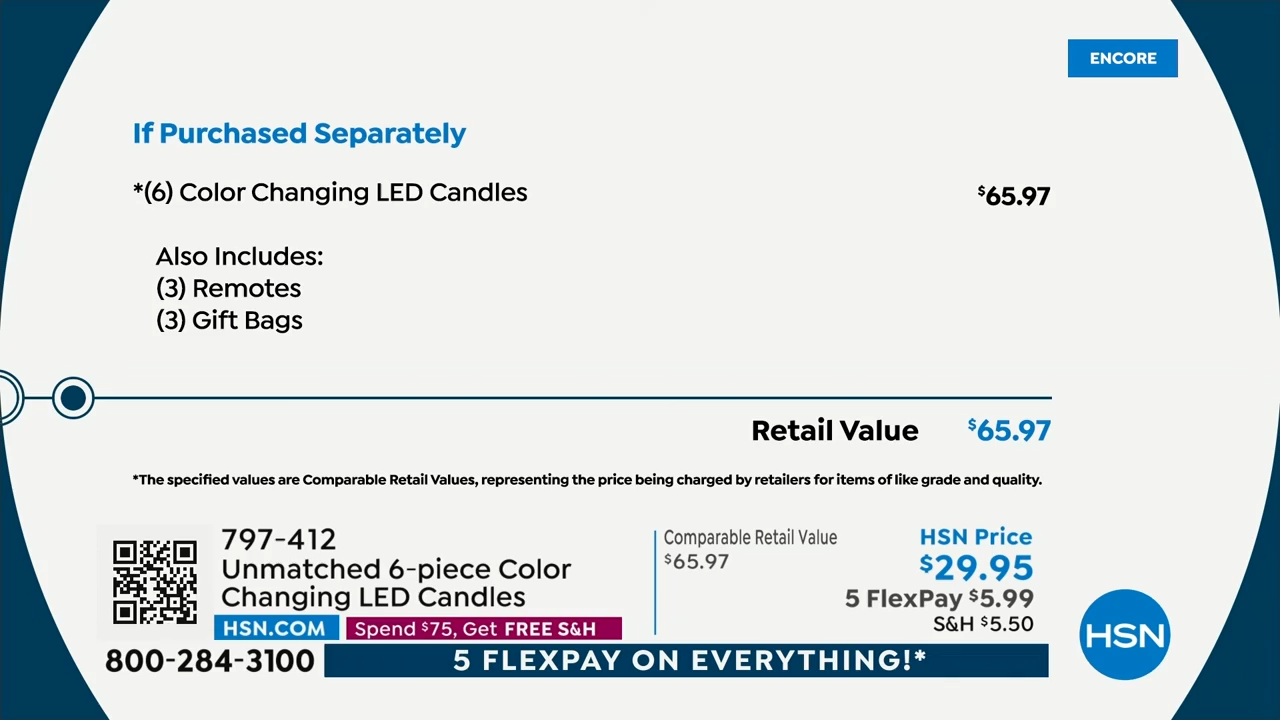 ENCORE
If Purchased Separately
*(6) Color Changing LED Candles $65.97
Also Includes:
(3) Remotes
(3) Gift Bags
Retail Value $65.97
*The specified values are Comparable Retail Values, representing the price being charged by retailers for items of like grade and quality.
797-412
Unmatched 6-piece Color
Changing LED Candles
HSN.COM Spend $75, Get FREE S&H
Comparable Retail Value
$65.97
HSN Price
$29.95
5 FlexPay $5.99
S&H $5.50
HSN
800-284-3100 5 FLEXPAY ON EVERYTHING!*